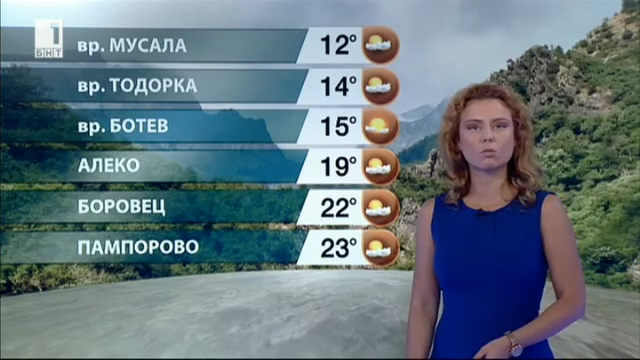 1
БНТ
вр. МУСАЛА 12°
вр. ТОДОРКА 14°
вр. БОТЕВ 15°
АЛЕКО 19°
БОРОВЕЦ 22°
ПАМПОРОВО 23°